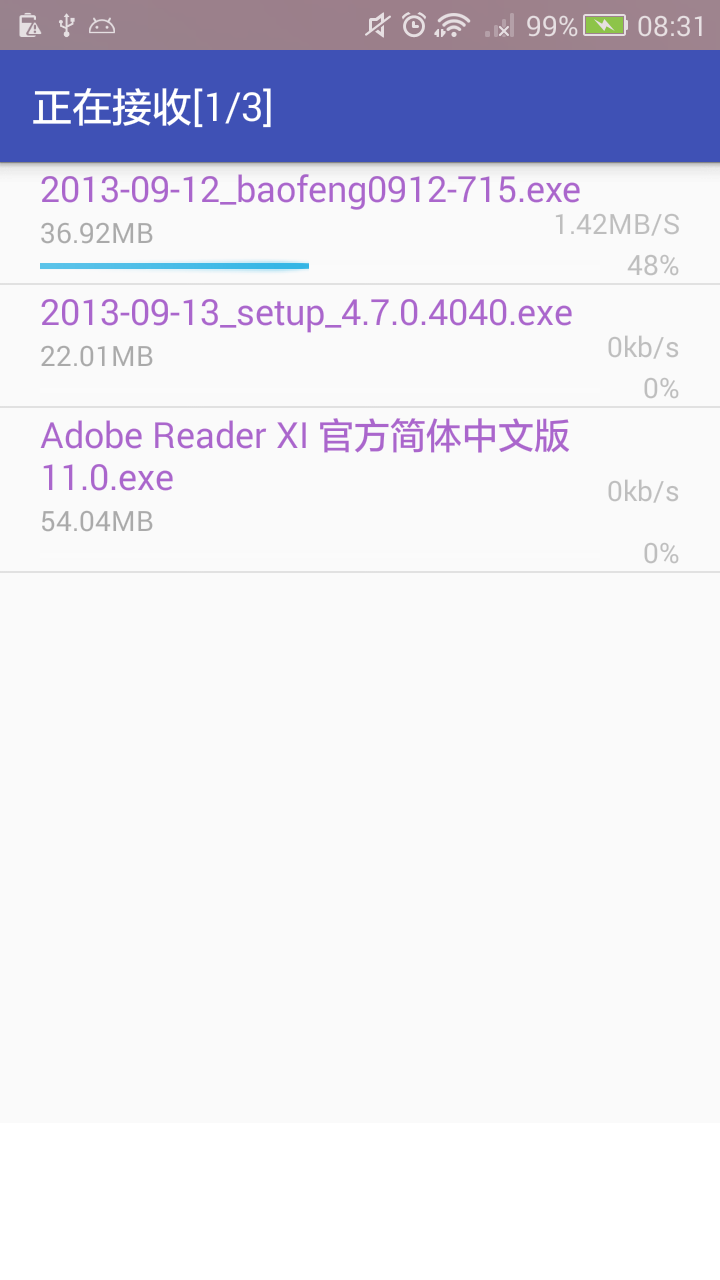 99% 08:31
正在接收[1/3]
2013-09-12_baofeng0912-715.exe
36.92MB
1.42MB/S
48%
2013-09-13_setup_4.7.0.4040.exe
22.01MB
0kb/s
0%
Adobe Reader XI 官方简体中文版
11.0.exe
54.04MB
0kb/s
0%